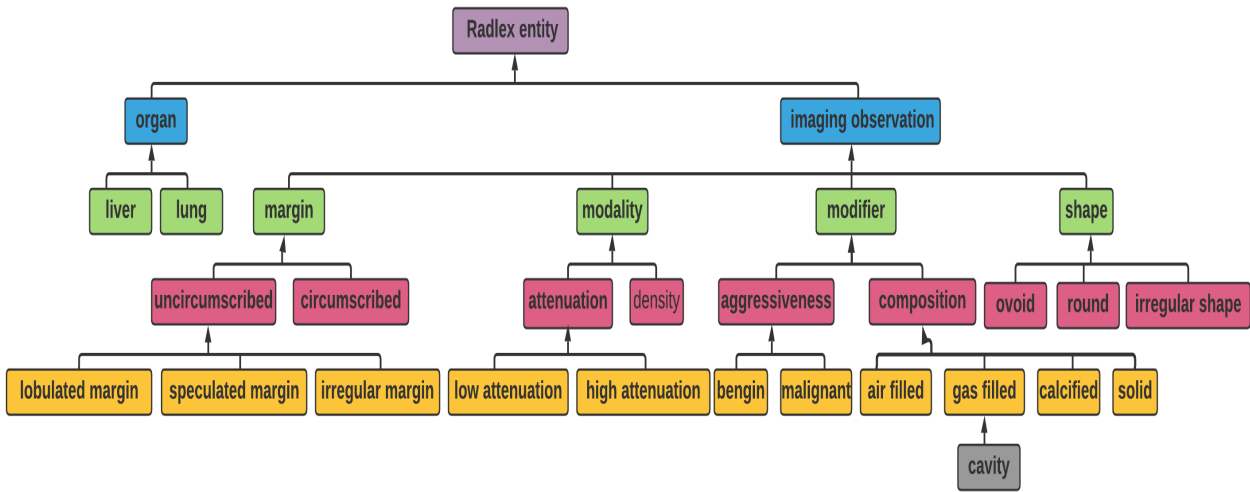 Radlex entity
organ
imaging observation
liver
lung
margin
modality
modifier
shape
uncircumscribed
circumscribed
attenuation
density
aggressiveness
composition
ovoid
round
irregular shape
lobulated margin
speculated margin
irregular margin
low attenuation
high attenuation
bengin
malignant
air filled
gas filled
calcified
solid
cavity